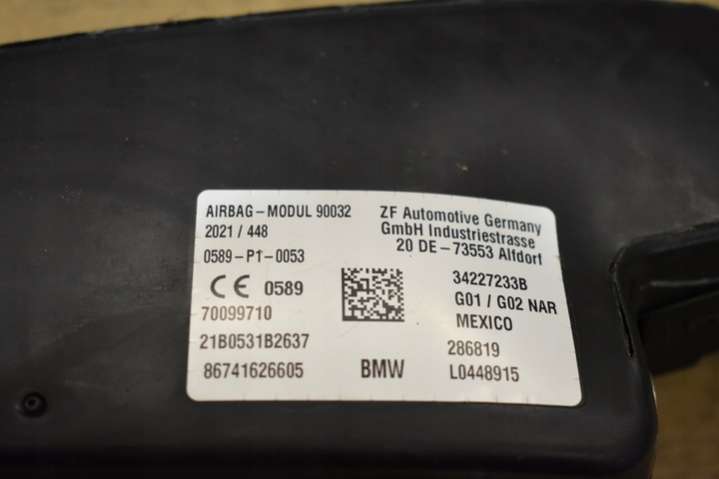 AIRBAG-MODUL 90032
2021 / 448
0589-P1-0053
CE 0589
70099710
21B0531B2637
86741626605
BMW
ZF Automotive Germany
GmbH Industriestrasse
20 DE-73553 Alfdorf
34227233B
G01 / G02 NAR
MEXICO
286819
L0448915